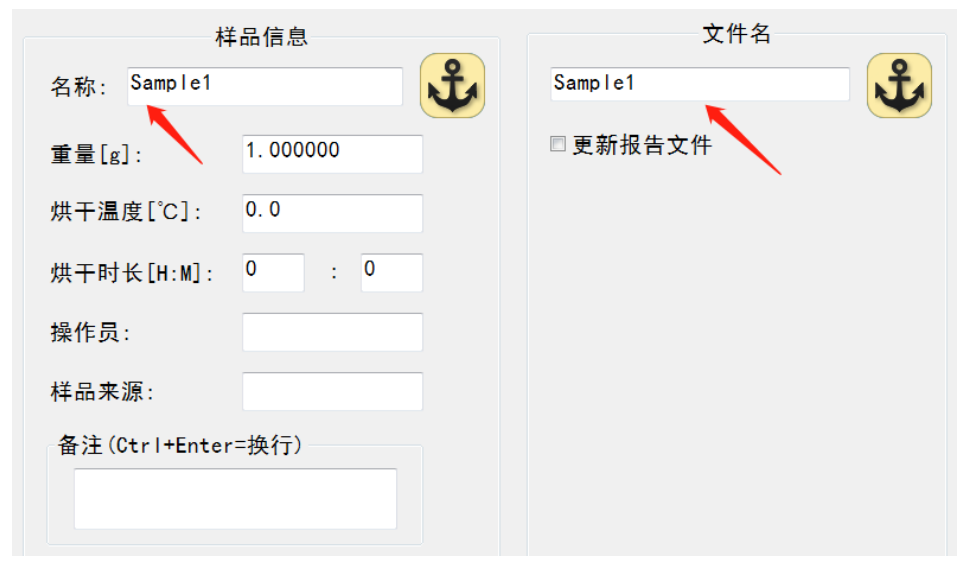 样品信息
名称: Sample1
重量[g]: 1.000000
烘干温度[℃]: 0.0
烘干时长[H:M]: 0 : 0
操作员:
样品来源:
备注(Ctrl+Enter=换行)
文件名
Sample1
更新报告文件